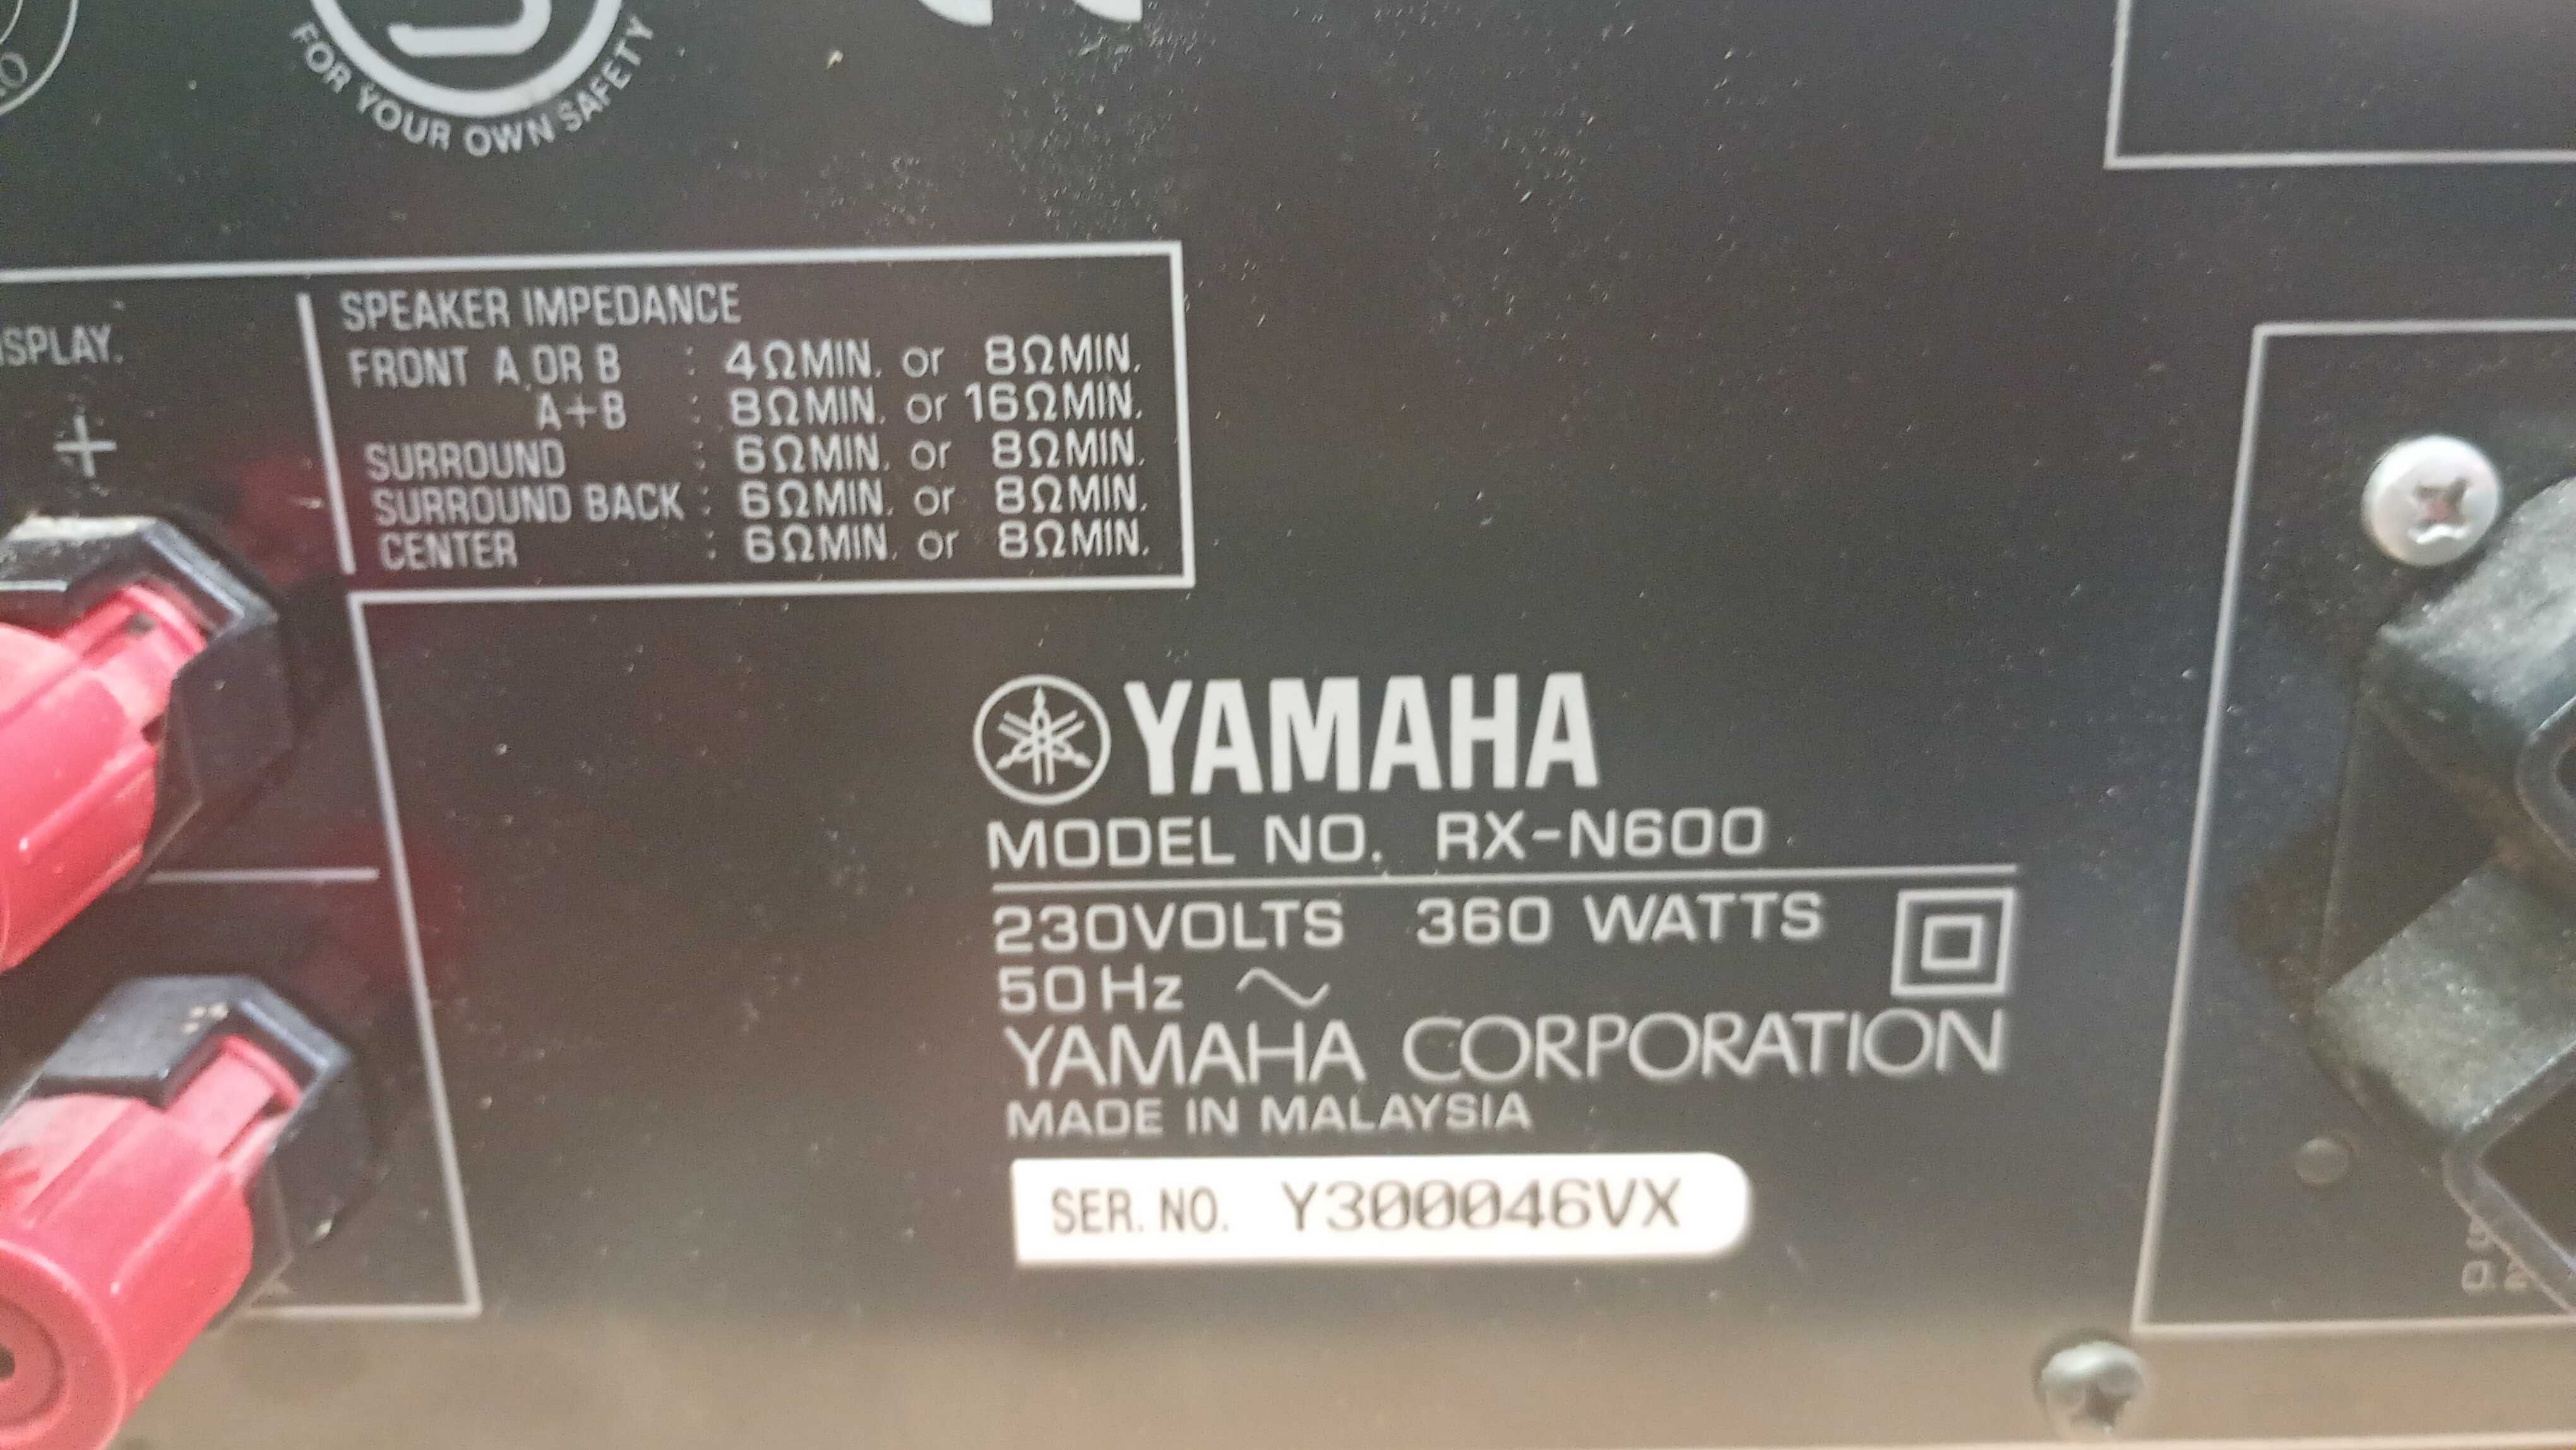 FOR YOUR OWN SAFETY
SPEAKER IMPEDANCE
FRONT A OR B : 4ΩMIN. or 8ΩMIN.
A+B : 8ΩMIN. or 16ΩMIN.
SURROUND : 6ΩMIN. or 8ΩMIN.
SURROUND BACK : 6ΩMIN. or 8ΩMIN.
CENTER : 6ΩMIN. or 8ΩMIN.
+
YAMAHA
MODEL NO. RX-N600
230VOLTS 360 WATTS
50Hz ~
YAMAHA CORPORATION
MADE IN MALAYSIA
SER. NO. Y300046VX